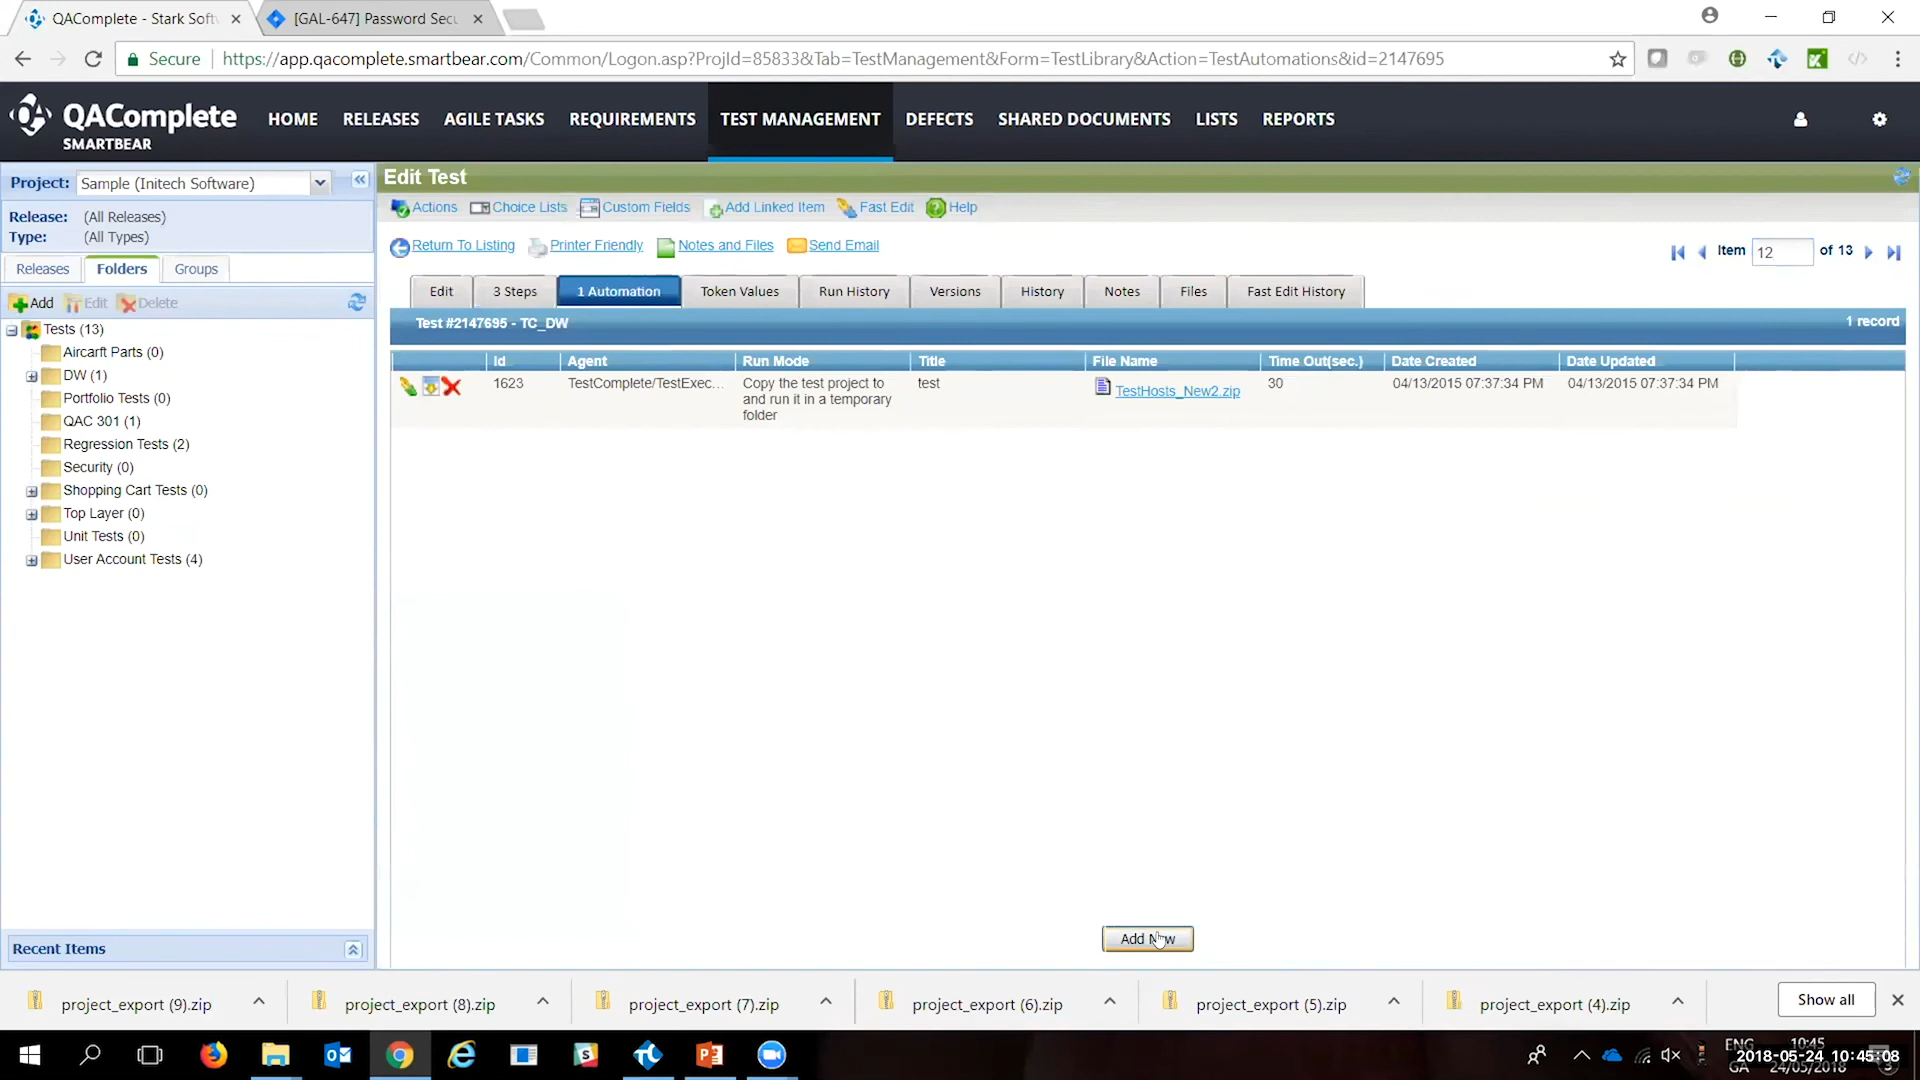 QAComplete - Stark Soft
[GAL-647] Password Secu
Secure
https://app.qacomplete.smartbear.com/Common/Logon.asp?ProjId=85833&Tab=TestManagement&Form=TestLibrary&Action=TestAutomations&id=2147695
QAComplete
SMARTBEAR
HOME
RELEASES
AGILE TASKS
REQUIREMENTS
TEST MANAGEMENT
DEFECTS
SHARED DOCUMENTS
LISTS
REPORTS
Project: Sample (Initech Software)
Release: (All Releases)
Type: (All Types)
Releases
Folders
Groups
Add
Edit
Delete
Tests (13)
Aircarft Parts (0)
DW (1)
Portfolio Tests (0)
QAC 301 (1)
Regression Tests (2)
Security (0)
Shopping Cart Tests (0)
Top Layer (0)
Unit Tests (0)
User Account Tests (4)
Recent Items
Edit Test
Actions
Choice Lists
Custom Fields
Add Linked Item
Fast Edit
Help
Return To Listing
Printer Friendly
Notes and Files
Send Email
Item 12 of 13
Edit
3 Steps
1 Automation
Token Values
Run History
Versions
History
Notes
Files
Fast Edit History
Test #2147695 - TC_DW
1 record
Id
Agent
Run Mode
Title
File Name
Time Out(sec.)
Date Created
Date Updated
1623
TestComplete/TestExec...
Copy the test project to
and run it in a temporary
folder
test
TestHosts_New2.zip
30
04/13/2015 07:37:34 PM
04/13/2015 07:37:34 PM
Add New
project_export (9).zip
project_export (8).zip
project_export (7).zip
project_export (6).zip
project_export (5).zip
project_export (4).zip
Show all
ENG
GA
10:45
24/05/2018
2018-05-24 10:45:08
3